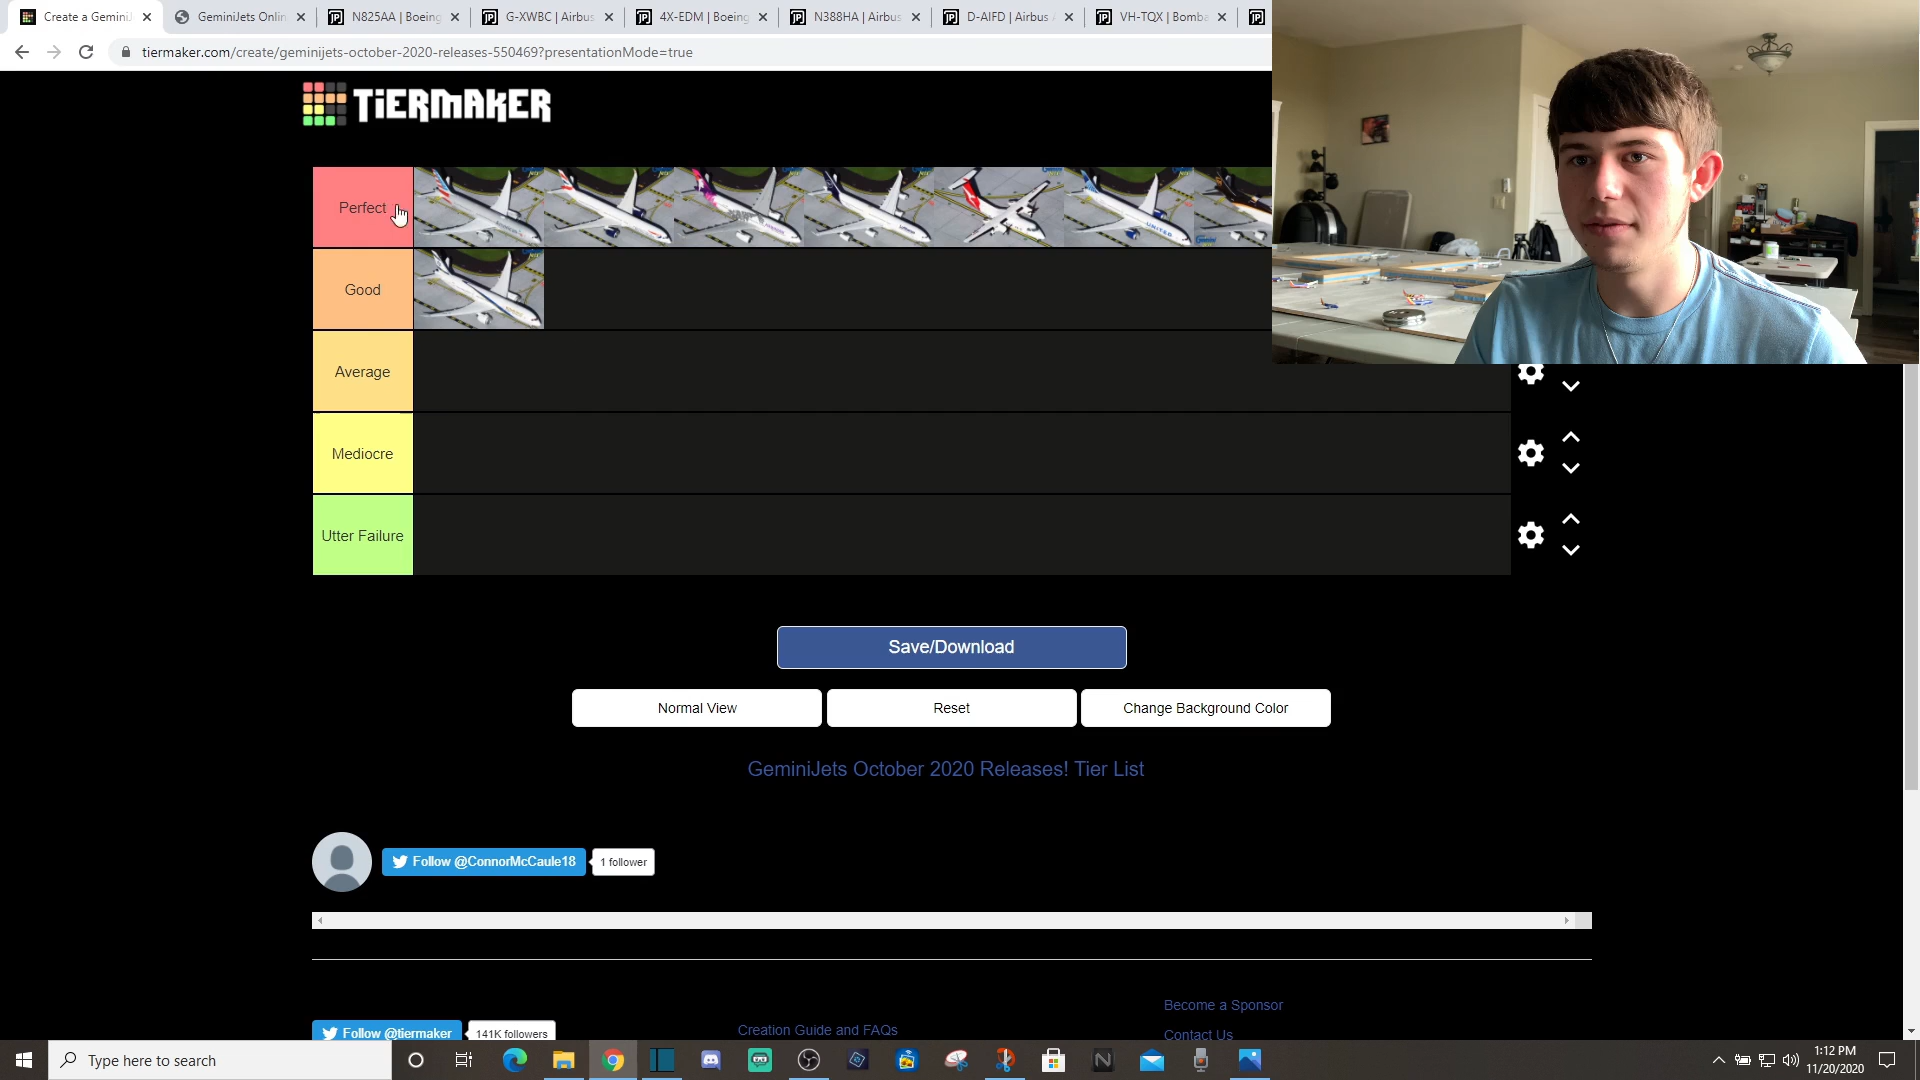 Create a Gemini
GeminiJets Onlin
N825AA | Boeing
G-XWBC | Airbus
4X-EDM | Boeing
N388HA | Airbus
D-AIFD | Airbus
VH-TQX | Bomba
tiermaker.com/create/geminijets-october-2020-releases-550469?presentationMode=true
TiERMAKER
Perfect
UNITED
Good
Average
Mediocre
Utter Failure
Save/Download
Normal View
Reset
Change Background Color
GeminiJets October 2020 Releases! Tier List
Follow @ConnorMcCaule18
1 follower
Become a Sponsor
Follow @tiermaker
141K followers
Creation Guide and FAQs
Contact Us
Type here to search
1:12 PM
11/20/2020